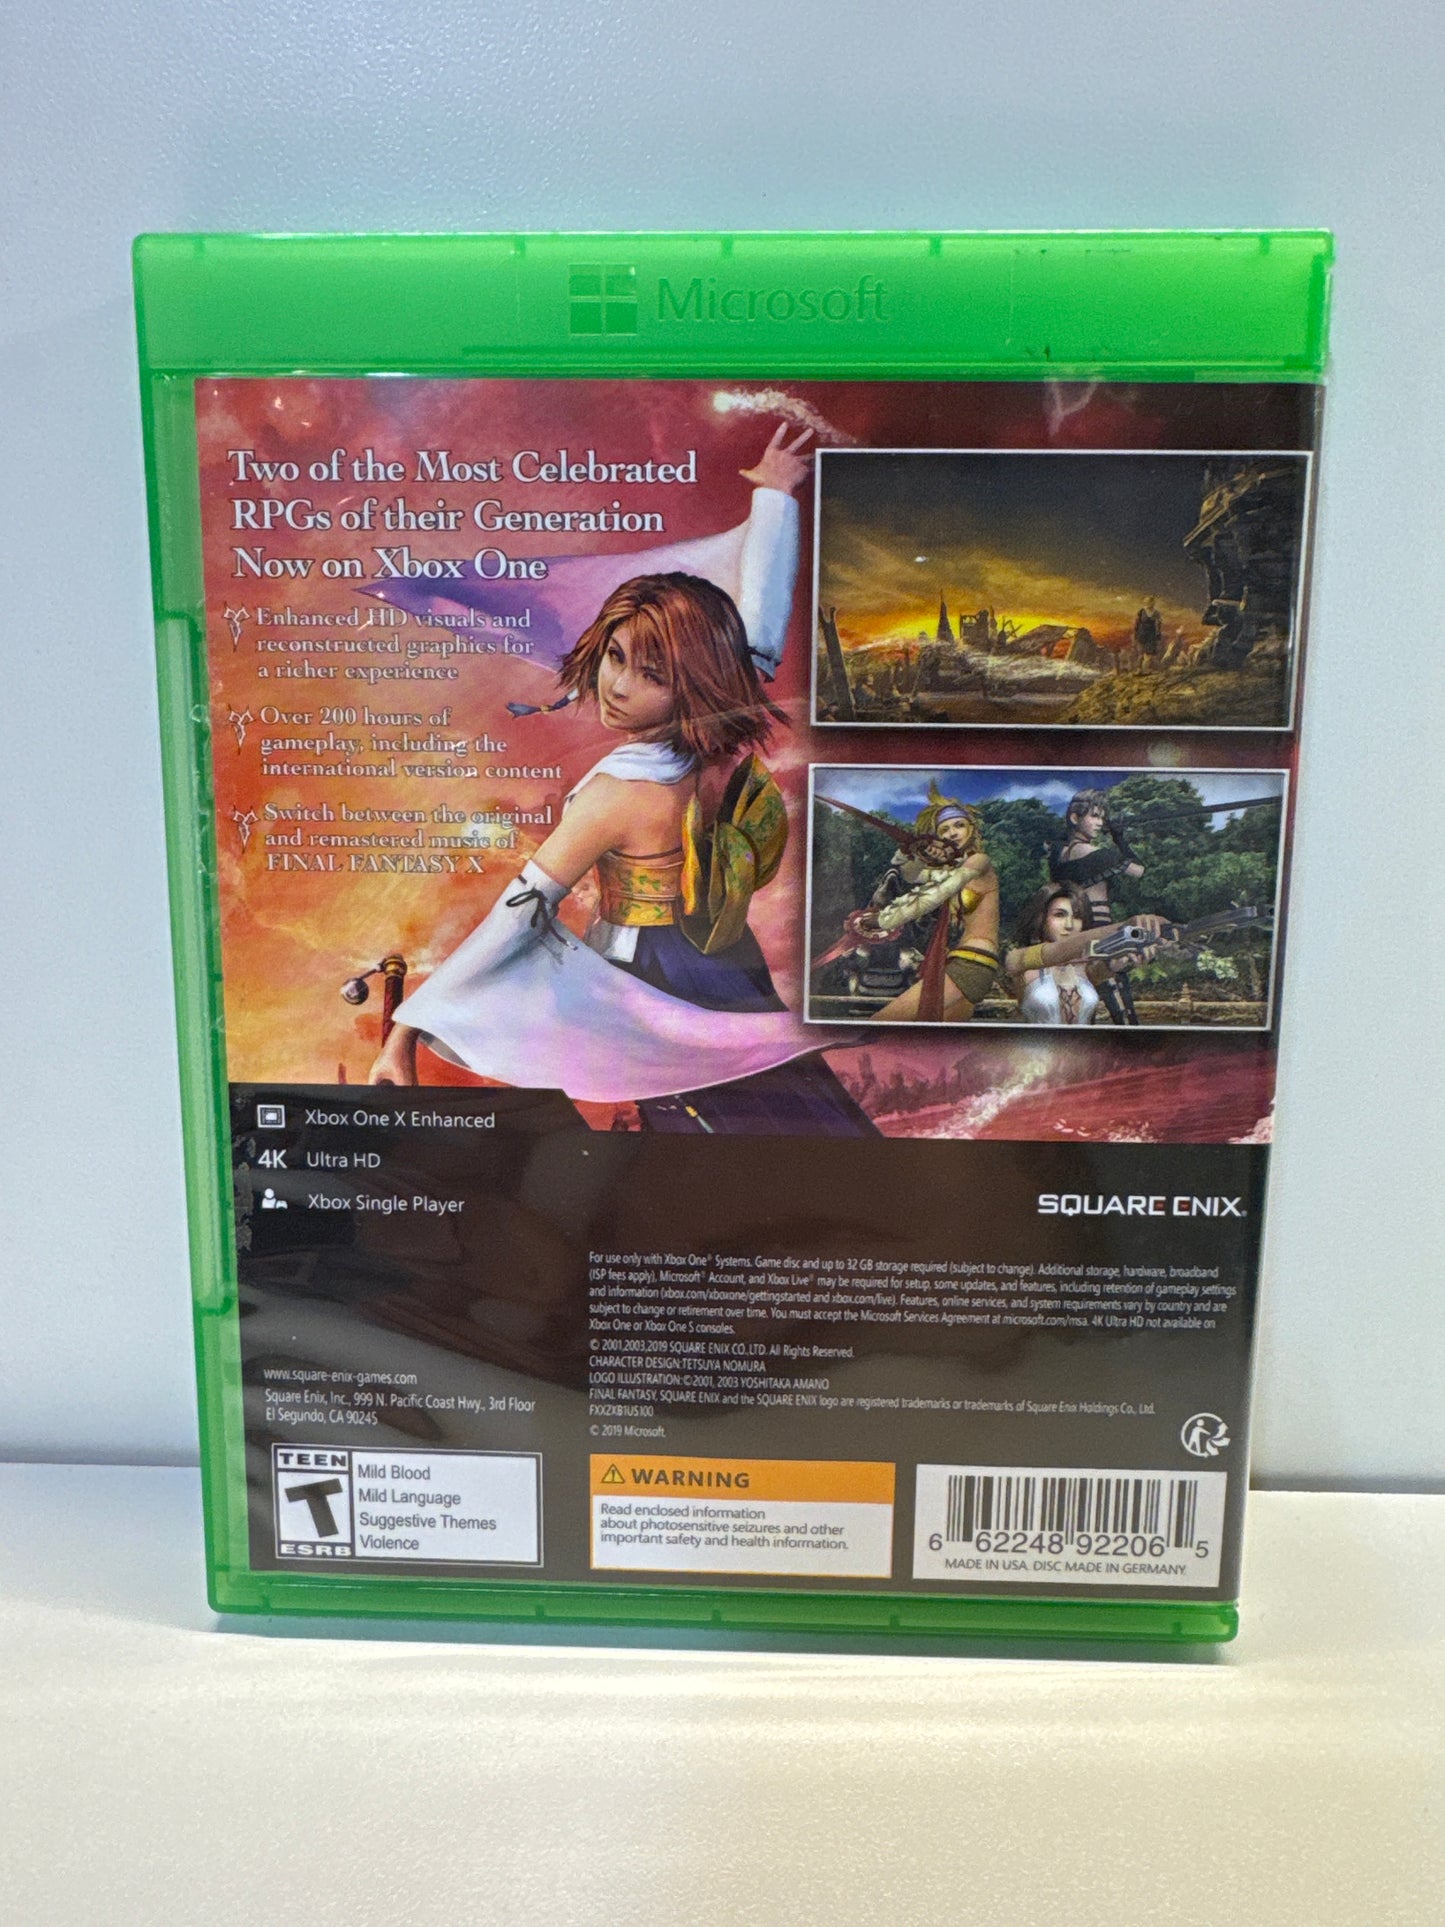 Microsoft
Two of the Most Celebrated
RPGs of their Generation
Now on Xbox One
Enhanced HD visuals and
reconstructed graphics for
a richer experience
Over 200 hours of
gameplay, including the
international version content
Switch between the original
and remastered music of
FINAL FANTASY X
Xbox One X Enhanced
4K Ultra HD
Xbox Single Player
SQUARE ENIX
For use only with Xbox One® Systems. Game disc and up to 32 GB storage required (subject to change). Additional storage, hardware, broadband
(ISP fees apply), Microsoft® Account, and Xbox Live® may be required for setup, some updates, and features, including retention of gameplay settings
and information (xbox.com/xboxone/gettingstarted and xbox.com/live). Features, online services, and system requirements vary by country and are
subject to change or retirement over time. You must accept the Microsoft Services Agreement at microsoft.com/msa. 4K Ultra HD not available on
Xbox One or Xbox One S consoles.
© 2001,2003,2019 SQUARE ENIX CO.,LTD. All Rights Reserved.
CHARACTER DESIGN:TETSUYA NOMURA
LOGO ILLUSTRATION:©2001, 2003 YOSHITAKA AMANO
FINAL FANTASY, SQUARE ENIX and the SQUARE ENIX logo are registered trademarks or trademarks of Square Enix Holdings Co., Ltd.
FXX2XB1US100
© 2019 Microsoft.
www.square-enix-games.com
Square Enix, Inc., 999 N. Pacific Coast Hwy., 3rd Floor
El Segundo, CA 90245
TEEN
T
ESRB
Mild Blood
Mild Language
Suggestive Themes
Violence
WARNING
Read enclosed information
about photosensitive seizures and other
important safety and health information.
6 62248 92206 5
MADE IN USA. DISC MADE IN GERMANY.